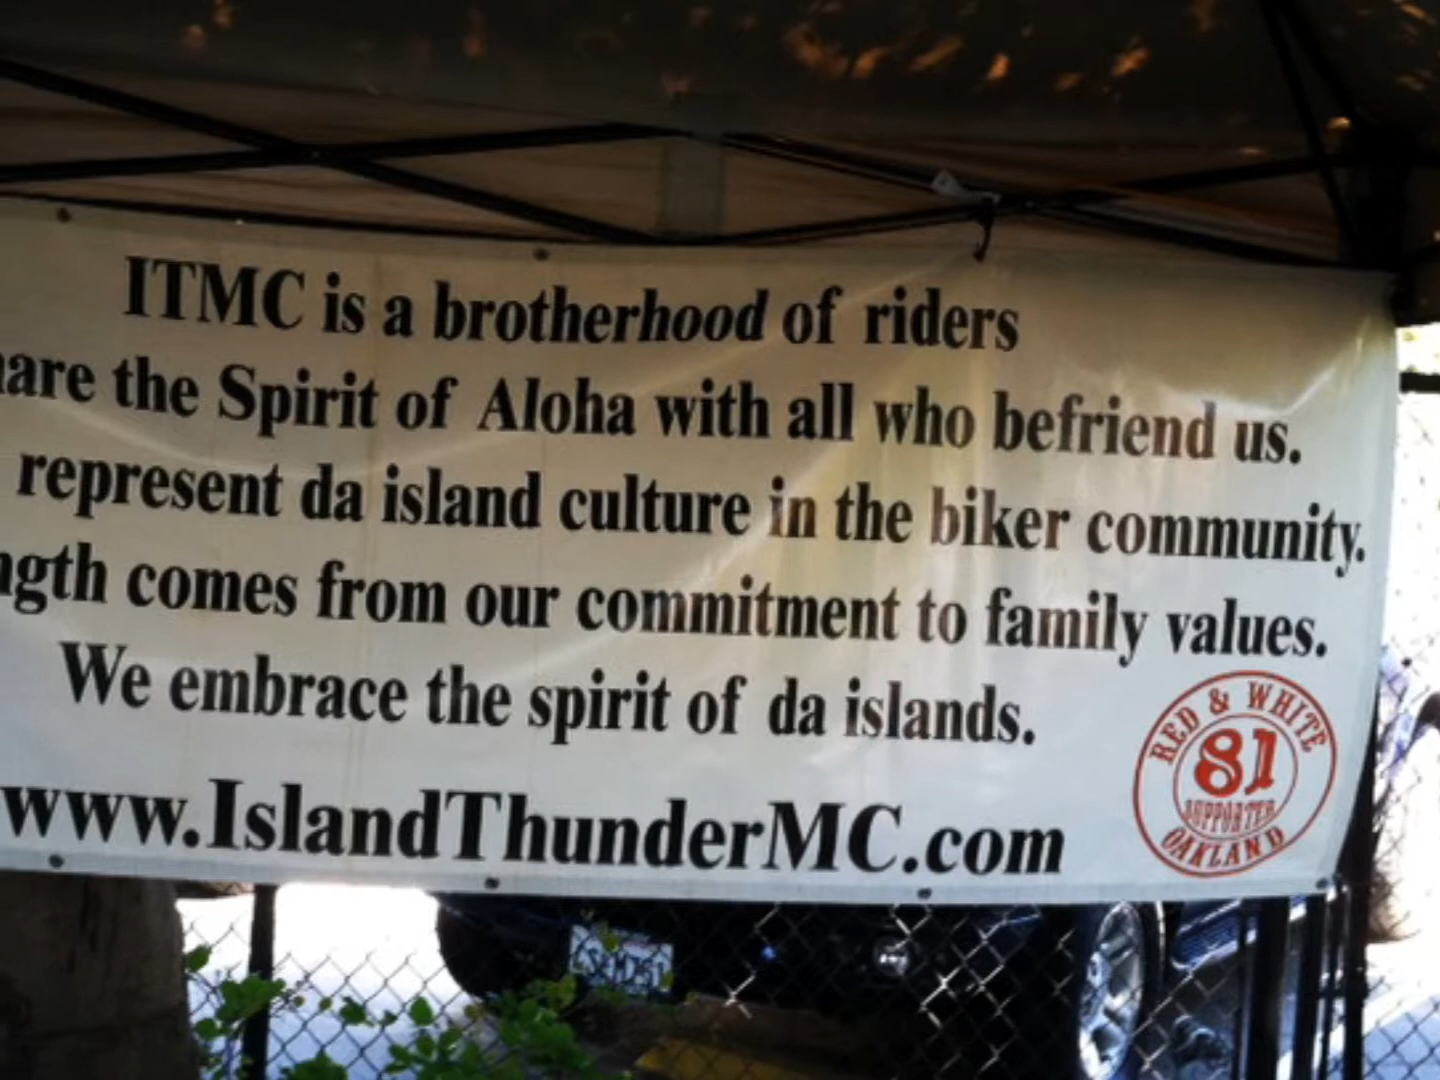 ITMC is a brotherhood of riders
are the Spirit of Aloha with all who befriend us.
represent da island culture in the biker community.
ngth comes from our commitment to family values.
We embrace the spirit of da islands.
www.IslandThunderMC.com
RED & WHITE
81
SUPPORTER
OAKLAND